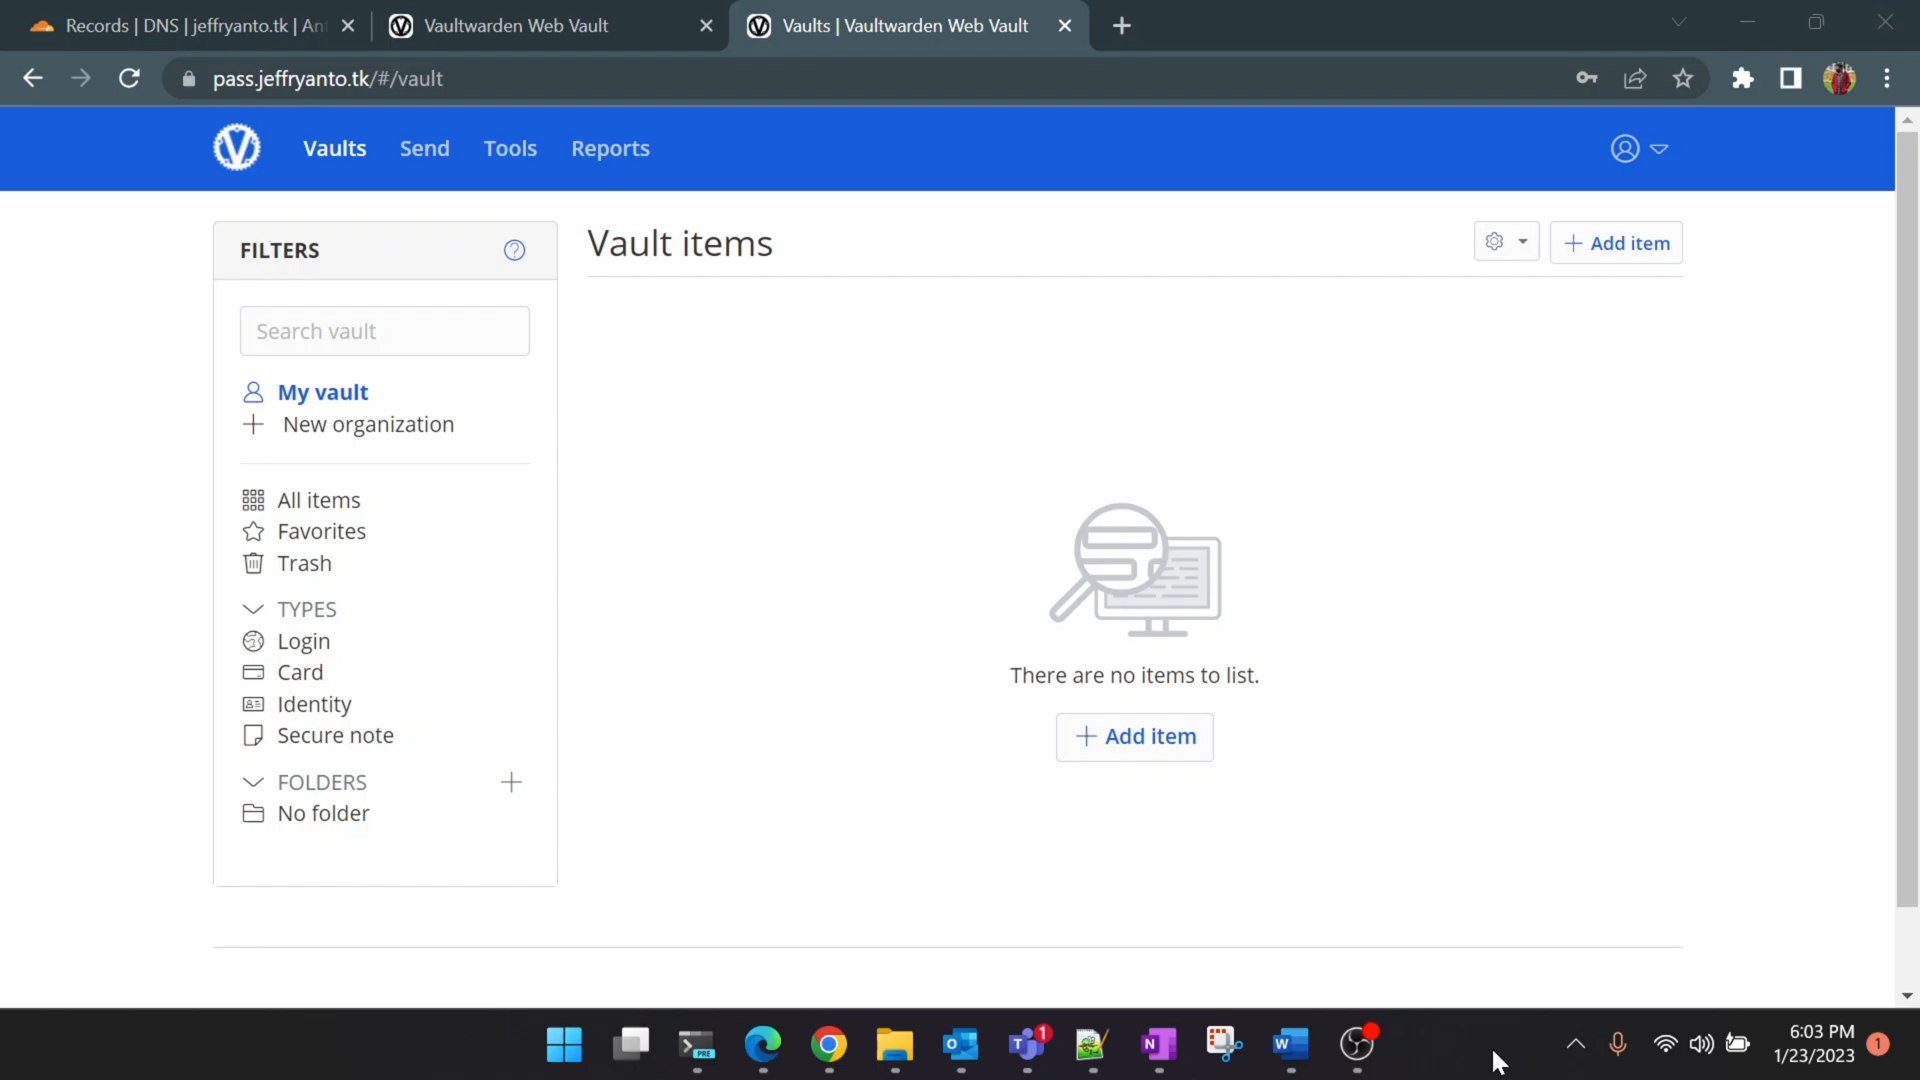 Records | DNS | jeffryanto.tk | An
Vaultwarden Web Vault
Vaults | Vaultwarden Web Vault
pass.jeffryanto.tk/#/vault
Vaults
Send
Tools
Reports
FILTERS
Vault items
Add item
Search vault
My vault
New organization
All items
Favorites
Trash
TYPES
Login
Card
Identity
Secure note
FOLDERS
No folder
There are no items to list.
Add item
PRE
1
6:03 PM
1/23/2023
1